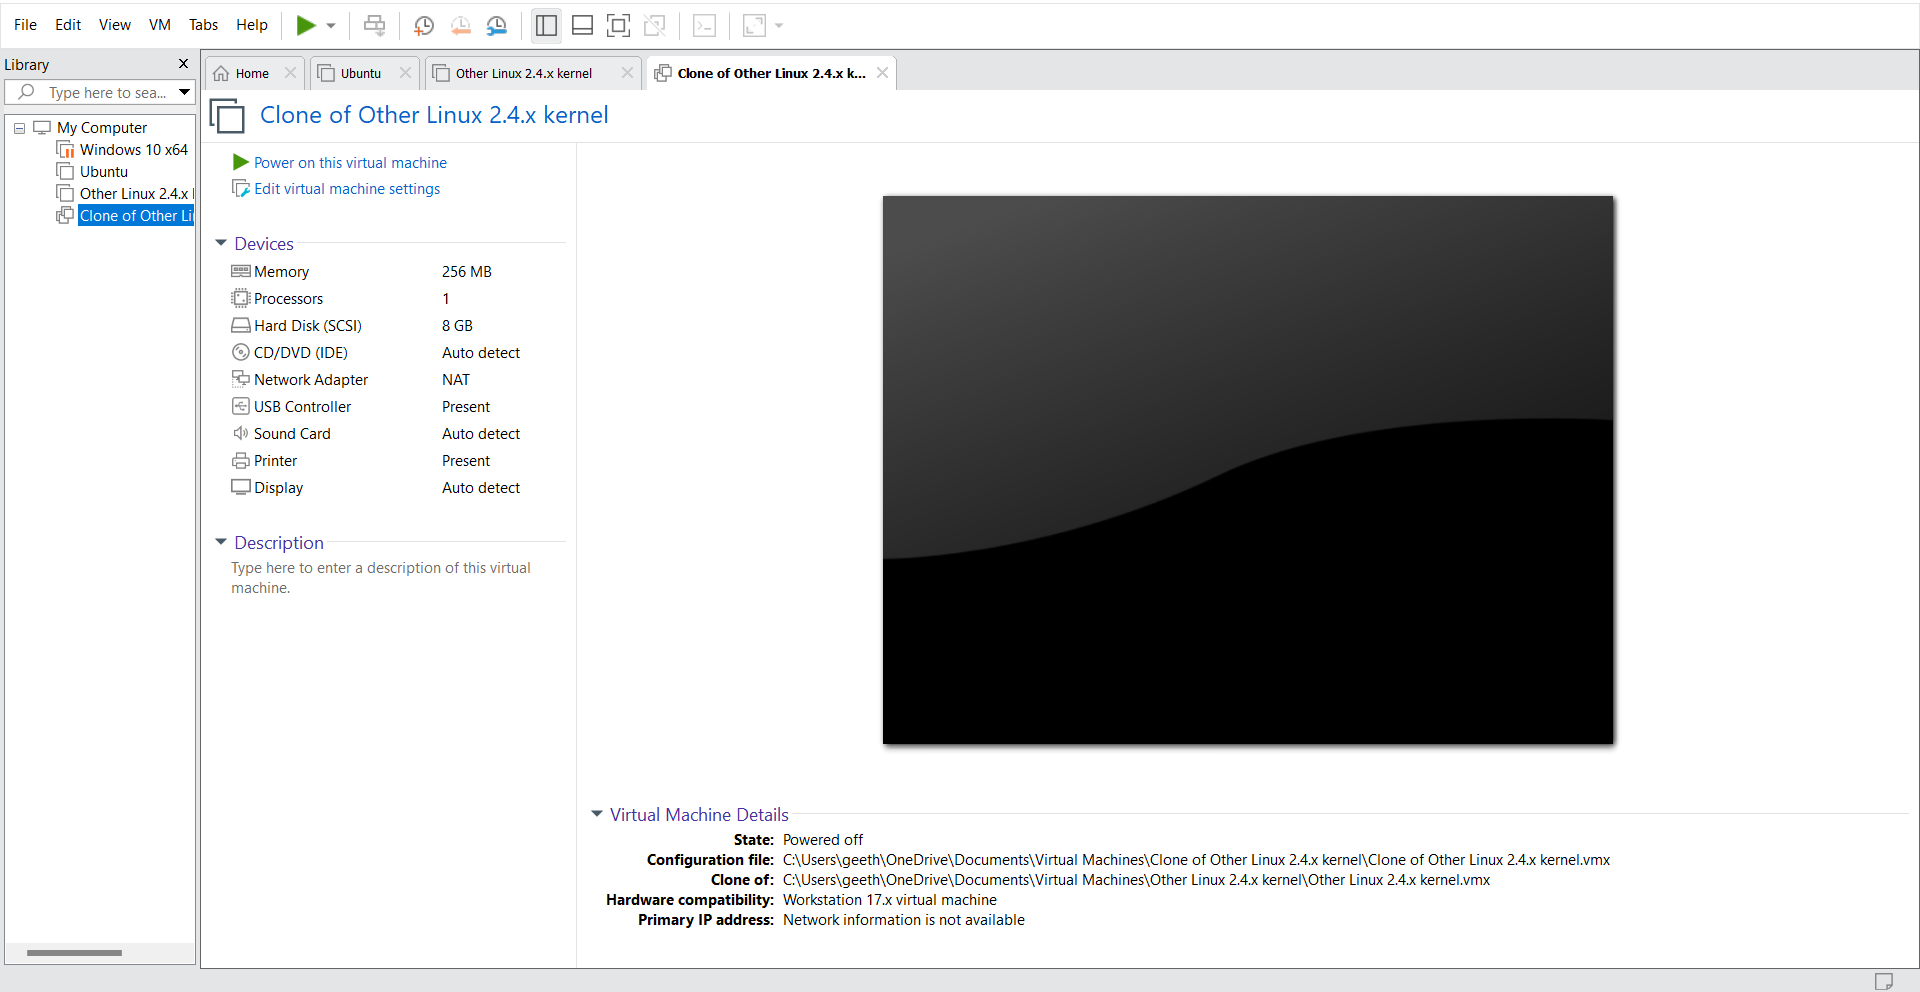 File Edit View VM Tabs Help
Library
Type here to sea...
My Computer
Windows 10 x64
Ubuntu
Other Linux 2.4.x
Clone of Other Li
Home
Ubuntu
Other Linux 2.4.x kernel
Clone of Other Linux 2.4.x k...
Clone of Other Linux 2.4.x kernel
Power on this virtual machine
Edit virtual machine settings
Devices
Memory 256 MB
Processors 1
Hard Disk (SCSI) 8 GB
CD/DVD (IDE) Auto detect
Network Adapter NAT
USB Controller Present
Sound Card Auto detect
Printer Present
Display Auto detect
Description
Type here to enter a description of this virtual
machine.
Virtual Machine Details
State: Powered off
Configuration file: C:\Users\geeth\OneDrive\Documents\Virtual Machines\Clone of Other Linux 2.4.x kernel\Clone of Other Linux 2.4.x kernel.vmx
Clone of: C:\Users\geeth\OneDrive\Documents\Virtual Machines\Other Linux 2.4.x kernel\Other Linux 2.4.x kernel.vmx
Hardware compatibility: Workstation 17.x virtual machine
Primary IP address: Network information is not available